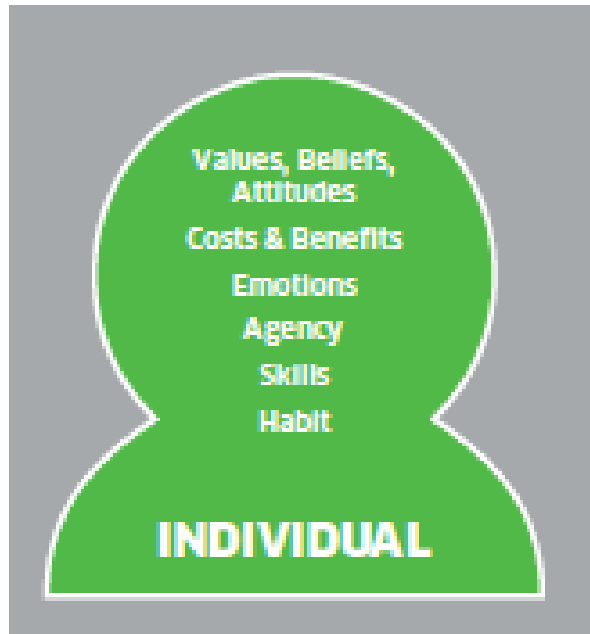 Values, Beliefs,
Attitudes
Costs & Benefits
Emotions
Agency
Skills
Habit
INDIVIDUAL